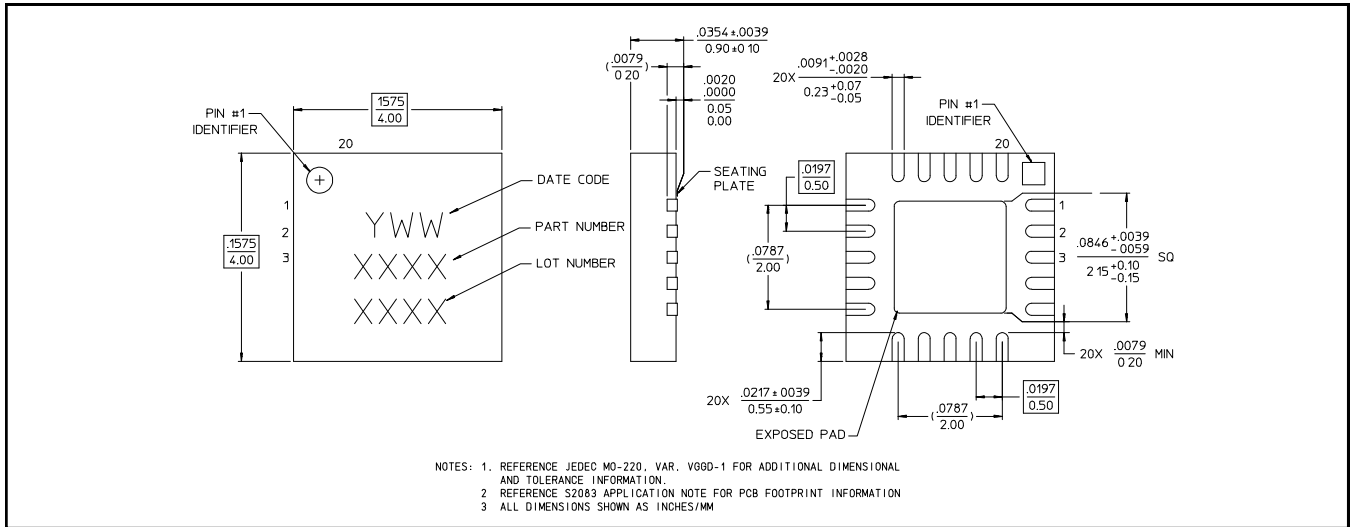 .0354 ±.0039
0.90 ±0 10
(.0079
0 20)
.0020
.0000
0.05
0.00
20X .0091 +.0028 -.0020
0.23 +0.07 -0.05
PIN #1
IDENTIFIER
.1575
4.00
20
PIN #1
IDENTIFIER
20
DATE CODE
YWW
PART NUMBER
XXXX
LOT NUMBER
XXXX
1
2
3
.1575
4.00
SEATING
PLATE
.0197
0.50
(.0787
2.00)
1
2
3
.0846 +.0039 -.0059
2 15 +0.10 -0.15
SQ
20X .0079
0 20
MIN
20X .0217 ± 0039
0.55 ±0.10
(.0787
2.00)
.0197
0.50
EXPOSED PAD
NOTES: 1. REFERENCE JEDEC MO-220, VAR. VGGD-1 FOR ADDITIONAL DIMENSIONAL
AND TOLERANCE INFORMATION.
2 REFERENCE S2083 APPLICATION NOTE FOR PCB FOOTPRINT INFORMATION
3 ALL DIMENSIONS SHOWN AS INCHES/MM